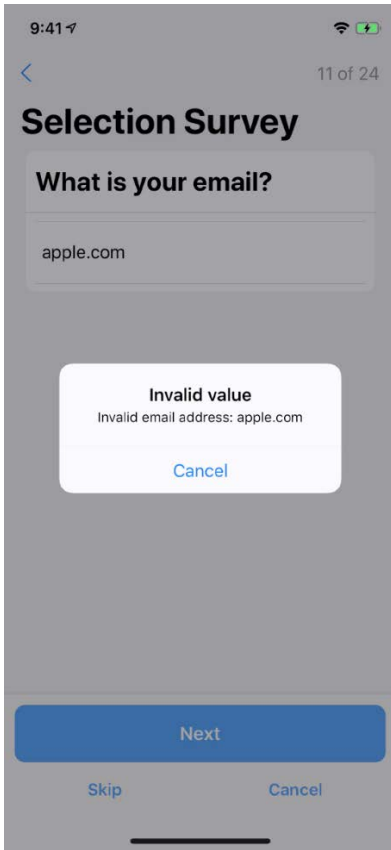 9:41
11 of 24
Selection Survey
What is your email?
apple.com
Invalid value
Invalid email address: apple.com
Cancel
Next
Skip Cancel